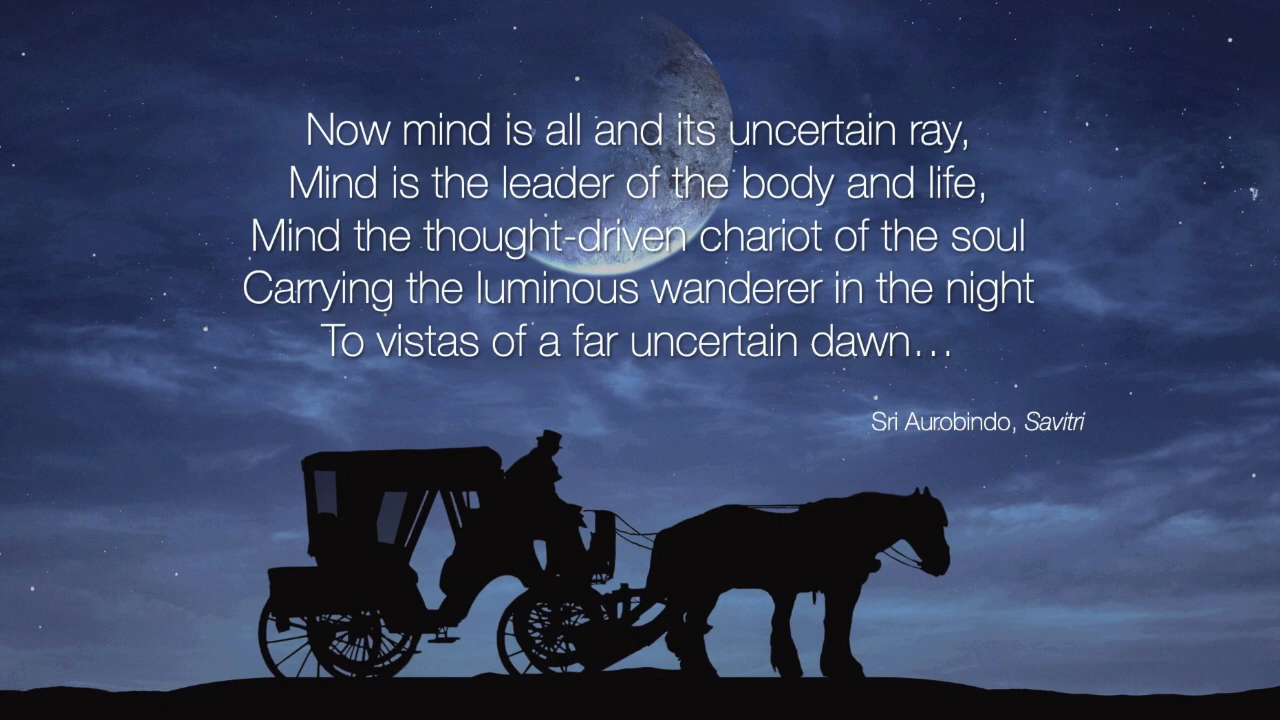 Now mind is all and its uncertain ray,
Mind is the leader of the body and life,
Mind the thought-driven chariot of the soul
Carrying the luminous wanderer in the night
To vistas of a far uncertain dawn…
Sri Aurobindo, Savitri